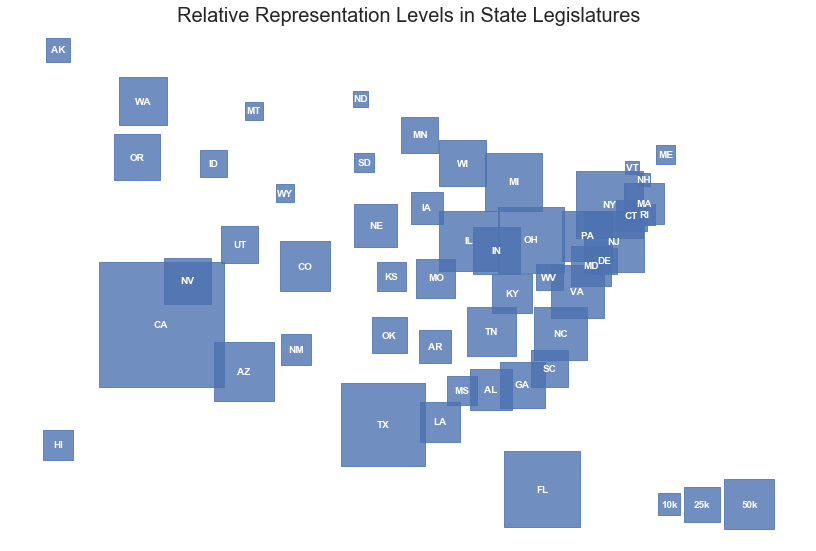 Relative Representation Levels in State Legislatures
AK
WA
MT
ND
OR
ID
SD
MN
WI
MI
VT
ME
NH
WY
IA
NE
NY
MA
CT
RI
UT
CO
IL
IN
OH
PA
NJ
DE
MD
NV
KS
MO
KY
WV
VA
CA
OK
AR
TN
NC
NM
AZ
MS
AL
GA
SC
TX
LA
HI
FL
10k
25k
50k